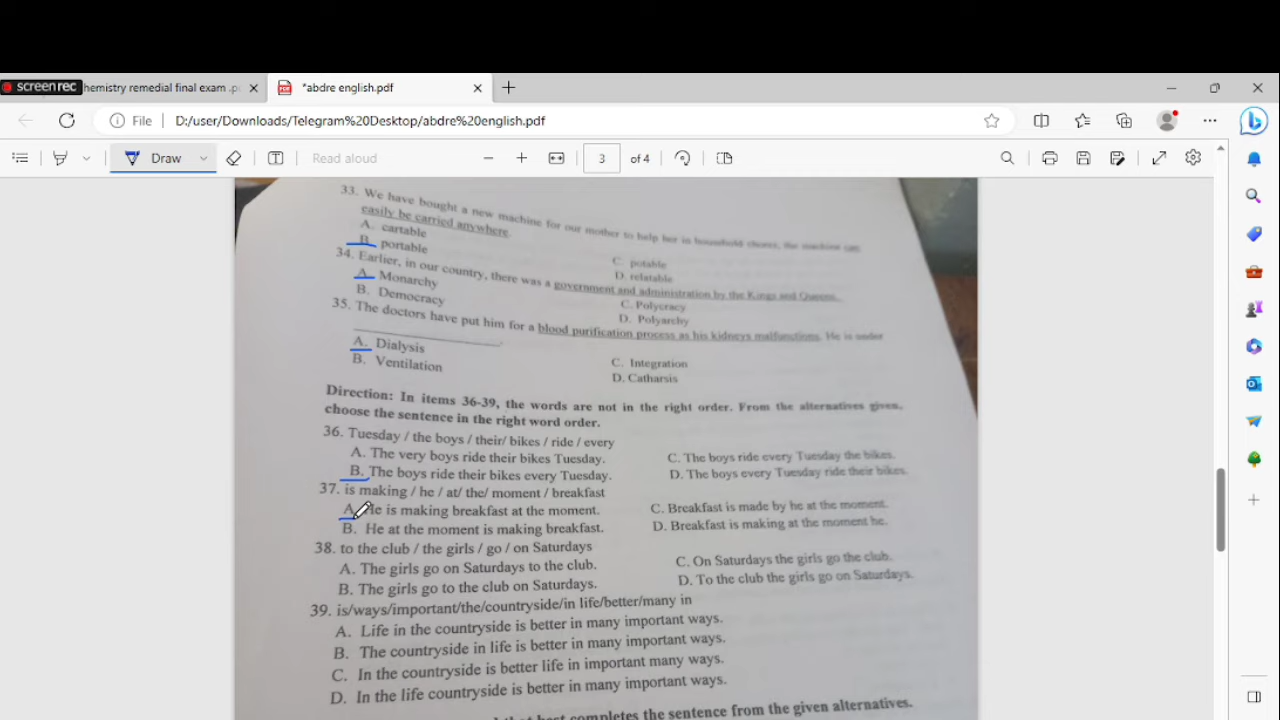 screenrec hemistry remedial final exam .p
*abdre english.pdf
File D:/user/Downloads/Telegram%20Desktop/abdre%20english.pdf
Draw Read aloud 3 of 4
33. We have bought a new machine for our mother to help her in household chores, the machine can
easily be carried anywhere.
A. cartable
B. portable
C. potable
D. relatable
34. Earlier, in our country, there was a government and administration by the Kings and Queens.
A. Monarchy
B. Democracy
C. Polycracy
D. Polyarchy
35. The doctors have put him for a blood purification process as his kidneys malfunctions. He is under
A. Dialysis
B. Ventilation
C. Integration
D. Catharsis
Direction: In items 36-39, the words are not in the right order. From the alternatives given,
choose the sentence in the right word order.
36. Tuesday / the boys / their/ bikes / ride / every
A. The very boys ride their bikes Tuesday.
B. The boys ride their bikes every Tuesday.
C. The boys ride every Tuesday the bikes.
D. The boys every Tuesday ride their bikes.
37. is making / he / at/ the/ moment / breakfast
A. He is making breakfast at the moment.
B. He at the moment is making breakfast.
C. Breakfast is made by he at the moment.
D. Breakfast is making at the moment he.
38. to the club / the girls / go / on Saturdays
A. The girls go on Saturdays to the club.
B. The girls go to the club on Saturdays.
C. On Saturdays the girls go the club.
D. To the club the girls go on Saturdays.
39. is/ways/important/the/countryside/in life/better/many in
A. Life in the countryside is better in many important ways.
B. The countryside in life is better in many important ways.
C. In the countryside is better life in important many ways.
D. In the life countryside is better in many important ways.
that best completes the sentence from the given alternatives.